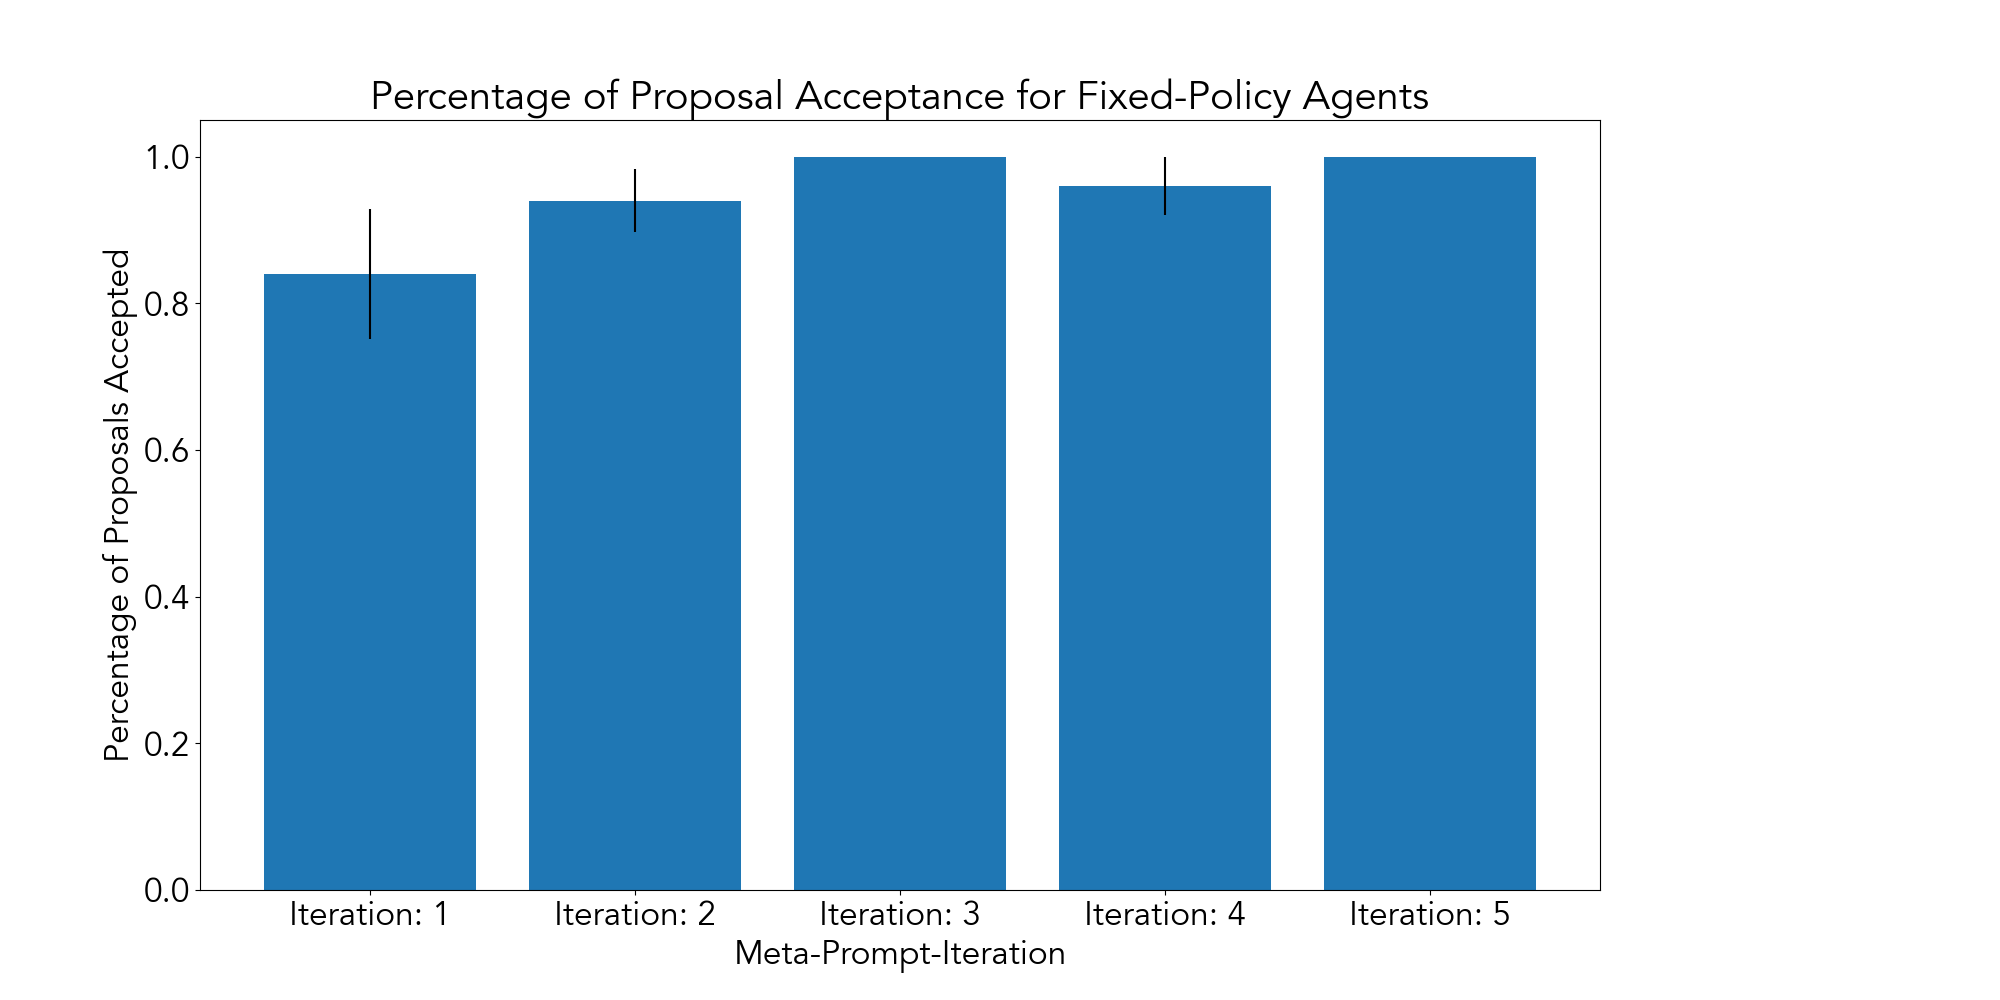 Percentage of Proposal Acceptance for Fixed-Policy Agents
Percentage of Proposals Accepted
1.0
0.8
0.6
0.4
0.2
0.0
Iteration: 1
Iteration: 2
Iteration: 3
Iteration: 4
Iteration: 5
Meta-Prompt-Iteration